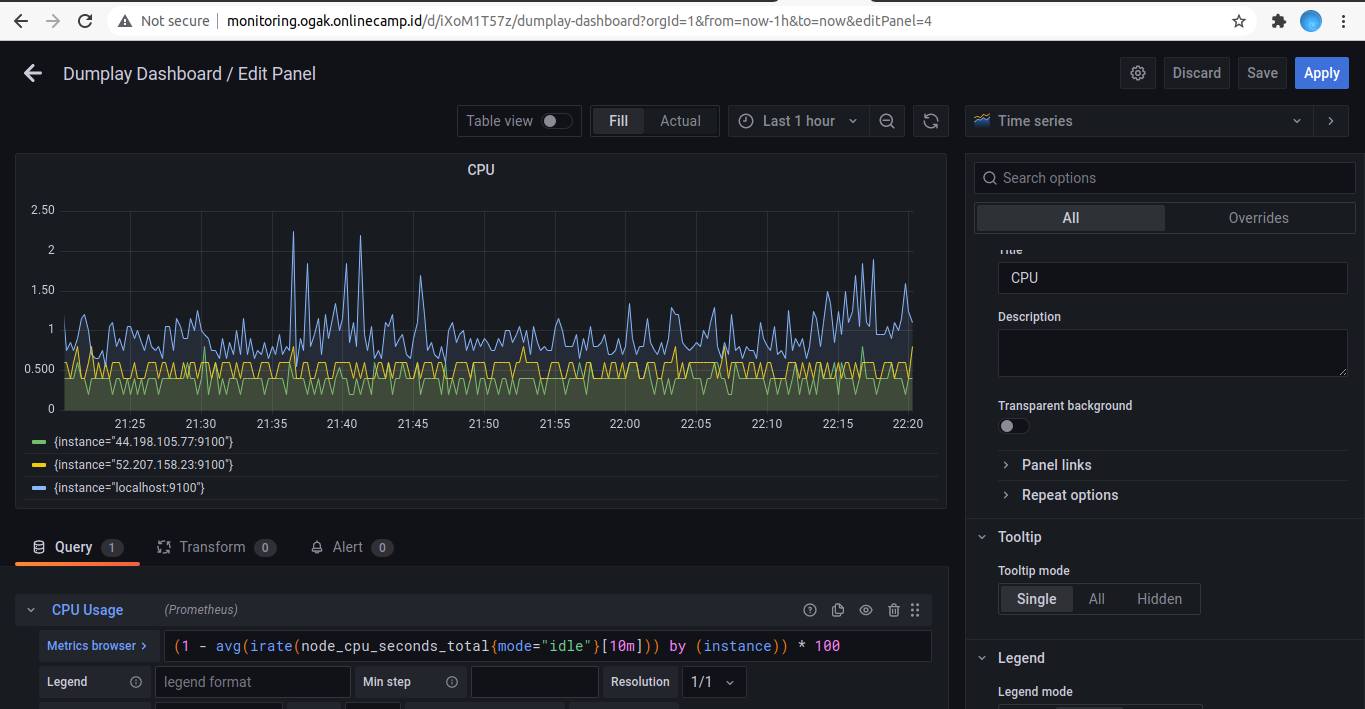 Not secure monitoring.ogak.onlinecamp.id/d/iXoM1T57z/dumplay-dashboard?orgId=1&from=now-1h&to=now&editPanel=4
Dumplay Dashboard / Edit Panel
Discard Save Apply
Table view Fill Actual Last 1 hour Time series
CPU
2.50
2
1.50
1
0.500
0
21:25 21:30 21:35 21:40 21:45 21:50 21:55 22:00 22:05 22:10 22:15 22:20
{instance="44.198.105.77:9100"}
{instance="52.207.158.23:9100"}
{instance="localhost:9100"}
Query 1 Transform 0 Alert 0
CPU Usage (Prometheus)
Metrics browser > (1 - avg(irate(node_cpu_seconds_total{mode="idle"}[10m])) by (instance)) * 100
Legend legend format Min step Resolution 1/1
Search options
All Overrides
Title
CPU
Description
Transparent background
Panel links
Repeat options
Tooltip
Tooltip mode
Single All Hidden
Legend
Legend mode